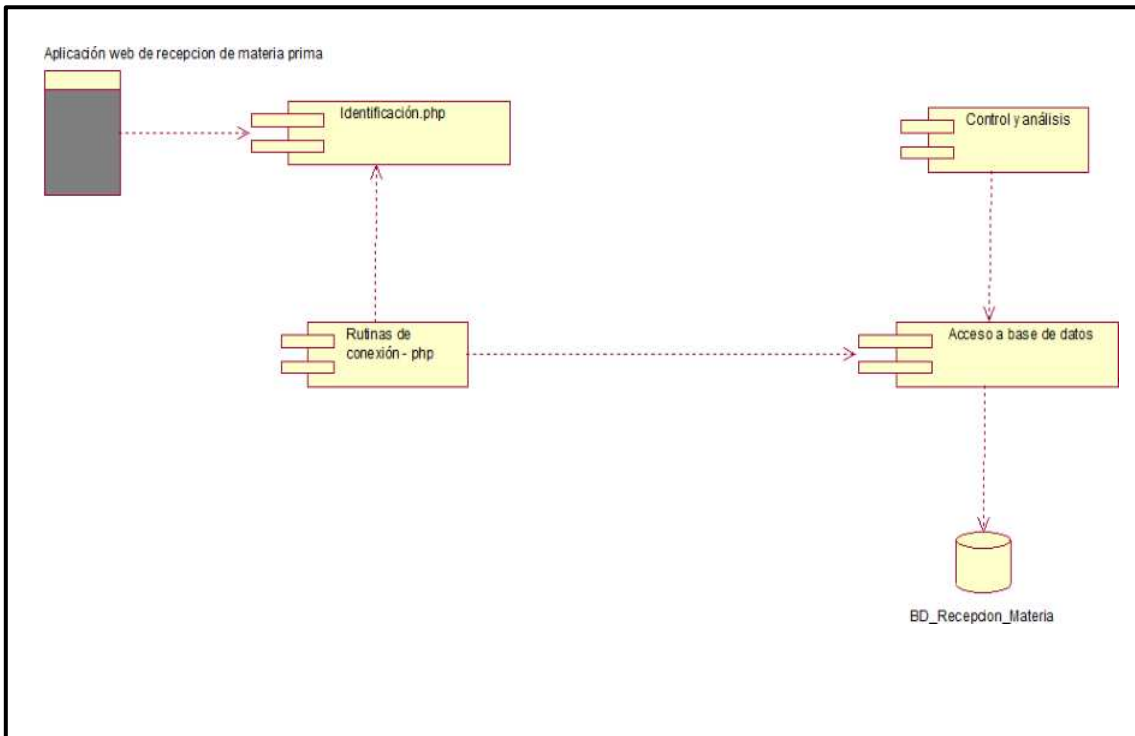 Aplicación web de recepcion de materia prima
Identificación.php
Control y análisis
Rutinas de
conexión - php
Acceso a base de datos
BD_Recepcion_Materia